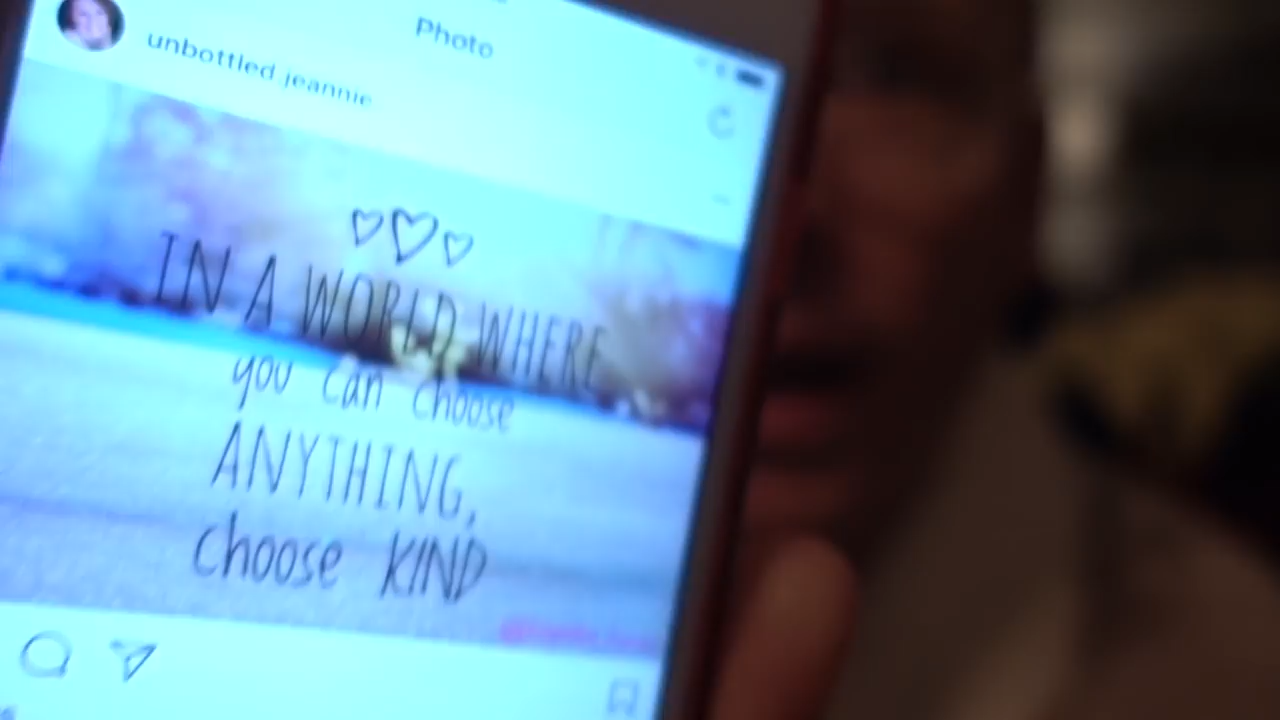 Photo
unbottled.jeannie
IN A WORLD WHERE
you can choose
ANYTHING,
choose KIND